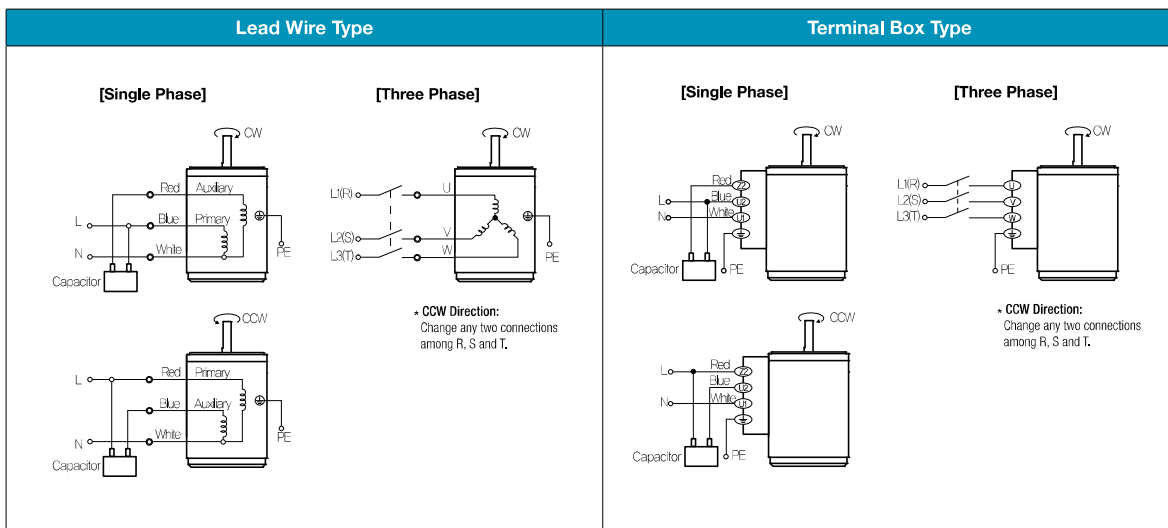 Lead Wire Type
[Single Phase]
CW
Red
Auxiliary
L
Blue
Primary
N
White
PE
Capacitor
CCW
L
Red
Primary
Blue
Auxiliary
N
White
PE
Capacitor
[Three Phase]
CW
L1(R)
U
L2(S)
V
L3(T)
W
PE
* CCW Direction:
Change any two connections
among R, S and T.
Terminal Box Type
[Single Phase]
CW
Red
Z2
L
Blue
U2
N
White
U1
Capacitor
PE
CCW
L
Red
Z2
Blue
U2
N
White
U1
Capacitor
PE
[Three Phase]
CW
L1(R)
U
L2(S)
V
L3(T)
W
PE
* CCW Direction:
Change any two connections
among R, S and T.